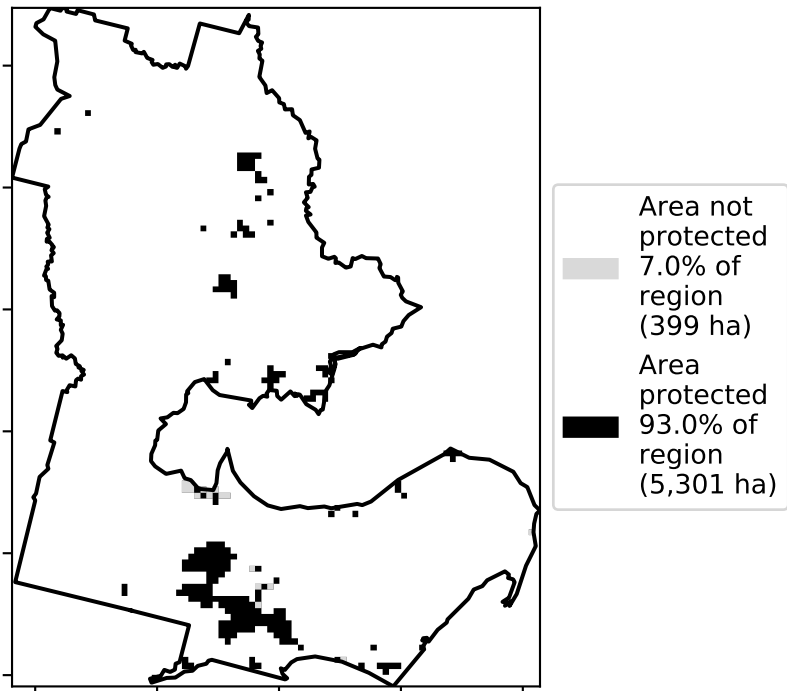 Area not
protected
7.0% of
region
(399 ha)
Area
protected
93.0% of
region
(5,301 ha)